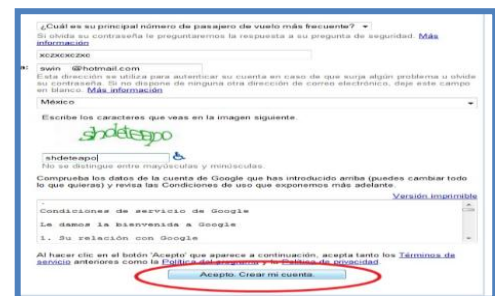 ¿Cuál es su principal número de pasajero de vuelo más frecuente?
Si olvida su contraseña le preguntaremos la respuesta a su pregunta de seguridad. Más
información
xczxcxczxc
a: swin @hotmail.com
Esta dirección se utiliza para autenticar su cuenta en caso de que surja algún problema u olvide
su contraseña. Si no dispone de ninguna otra dirección de correo electrónico, deje este campo
en blanco. Más información
México
Escribe los caracteres que veas en la imagen siguiente.
shdeteapo
shdeteapo
No se distingue entre mayúsculas y minúsculas.
Comprueba los datos de la cuenta de Google que has introducido arriba (puedes cambiar todo
lo que quieras) y revisa las Condiciones de uso que exponemos más adelante.
Versión imprimible
Condiciones de servicio de Google
Le damos la bienvenida a Google
1. Su relación con Google
Al hacer clic en el botón 'Acepto' que aparece a continuación, acepta tanto los Términos de
servicio anteriores como la Política del programa y la Política de privacidad.
Acepto. Crear mi cuenta.